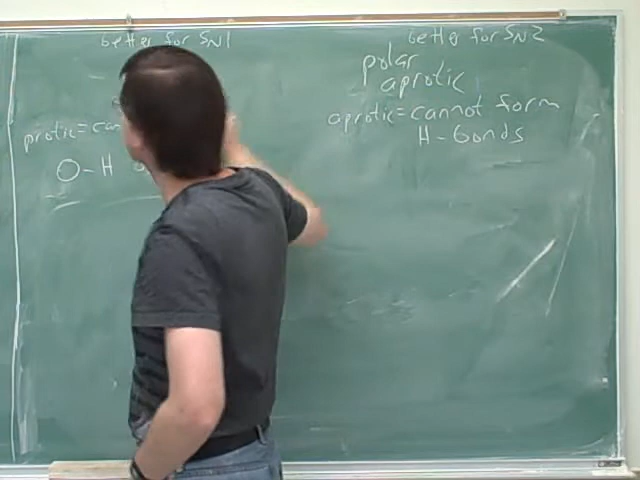 better for SN1
protic=can
O-H
better for SN2
polar
aprotic
aprotic=cannot form
H-bonds